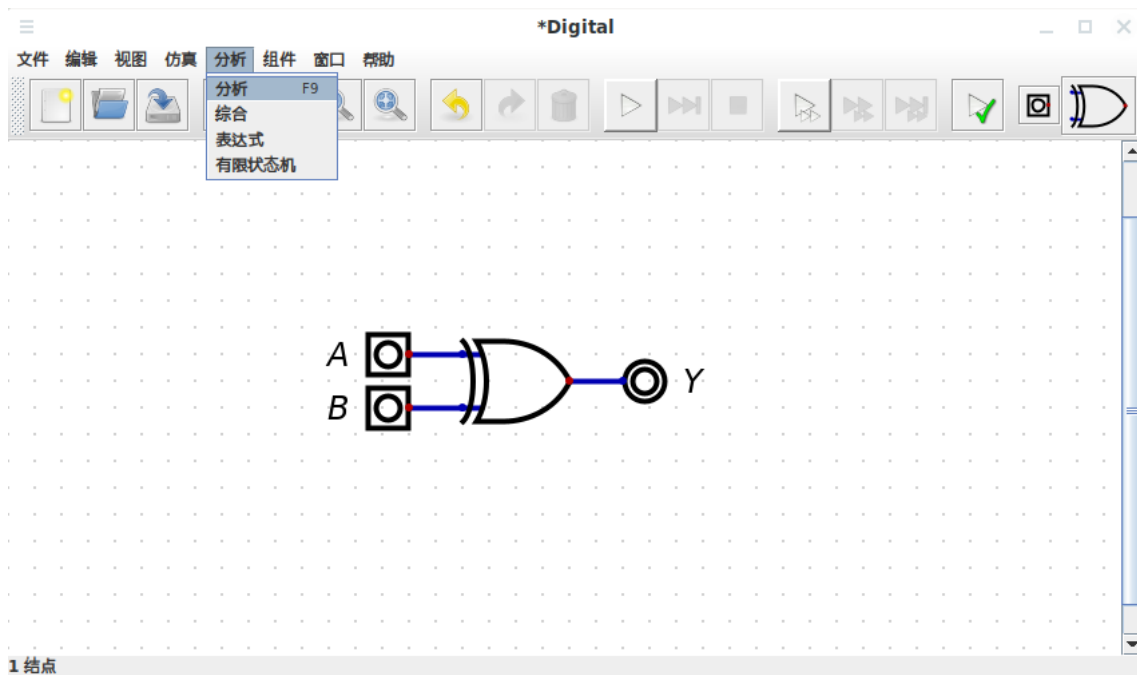 *Digital
文件 编辑 视图 仿真 分析 组件 窗口 帮助
分析 F9
综合
表达式
有限状态机
A
B
Y
1 结点